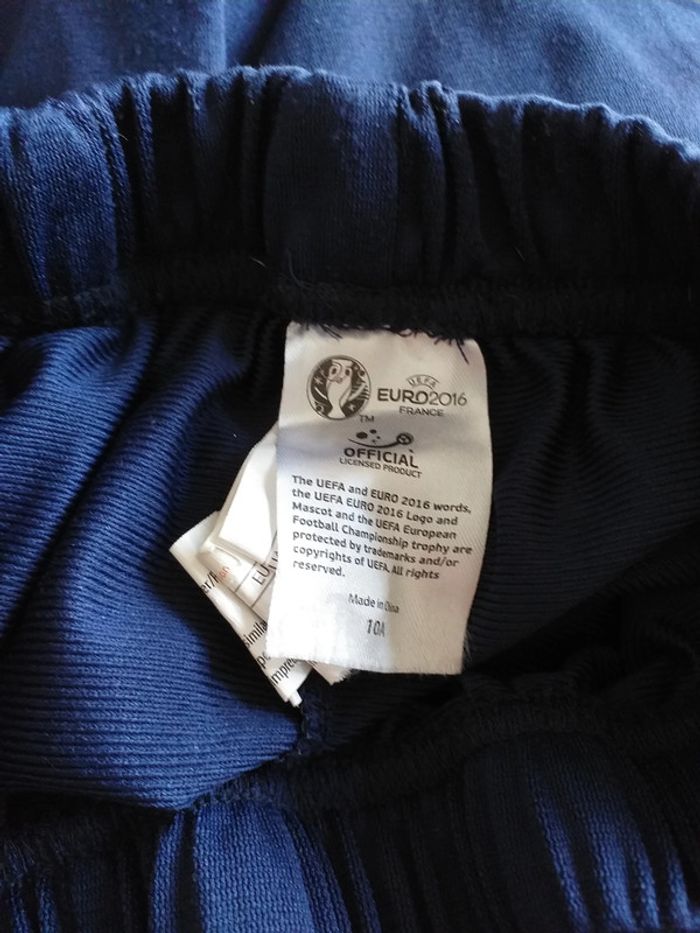 UEFA
EURO2016
FRANCE
TM
OFFICIAL
LICENSED PRODUCT
The UEFA and EURO 2016 words,
the UEFA EURO 2016 Logo and
Mascot and the UEFA European
Football Championship trophy are
protected by trademarks and/or
copyrights of UEFA. All rights
reserved.
Made in China
10A